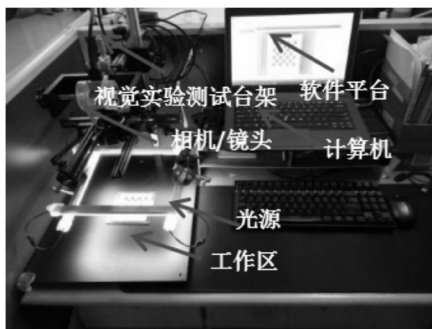 视觉实验测试台架
软件平台
相机/镜头
计算机
光源
工作区